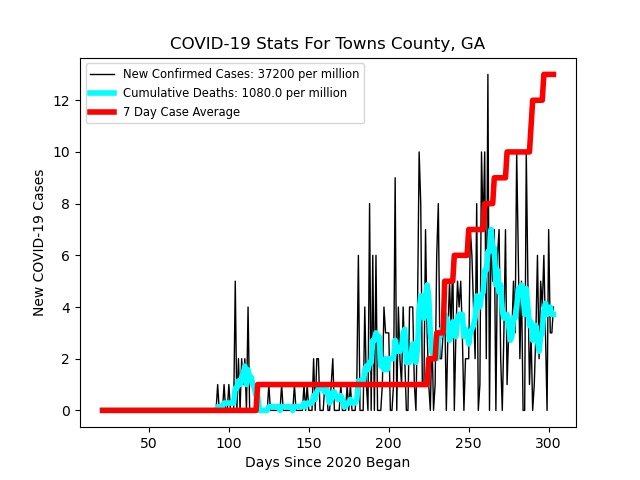 COVID-19 Stats For Towns County, GA
New Confirmed Cases: 37200 per million
Cumulative Deaths: 1080.0 per million
7 Day Case Average
12
10
8
6
4
2
0
New COVID-19 Cases
50 100 150 200 250 300
Days Since 2020 Began